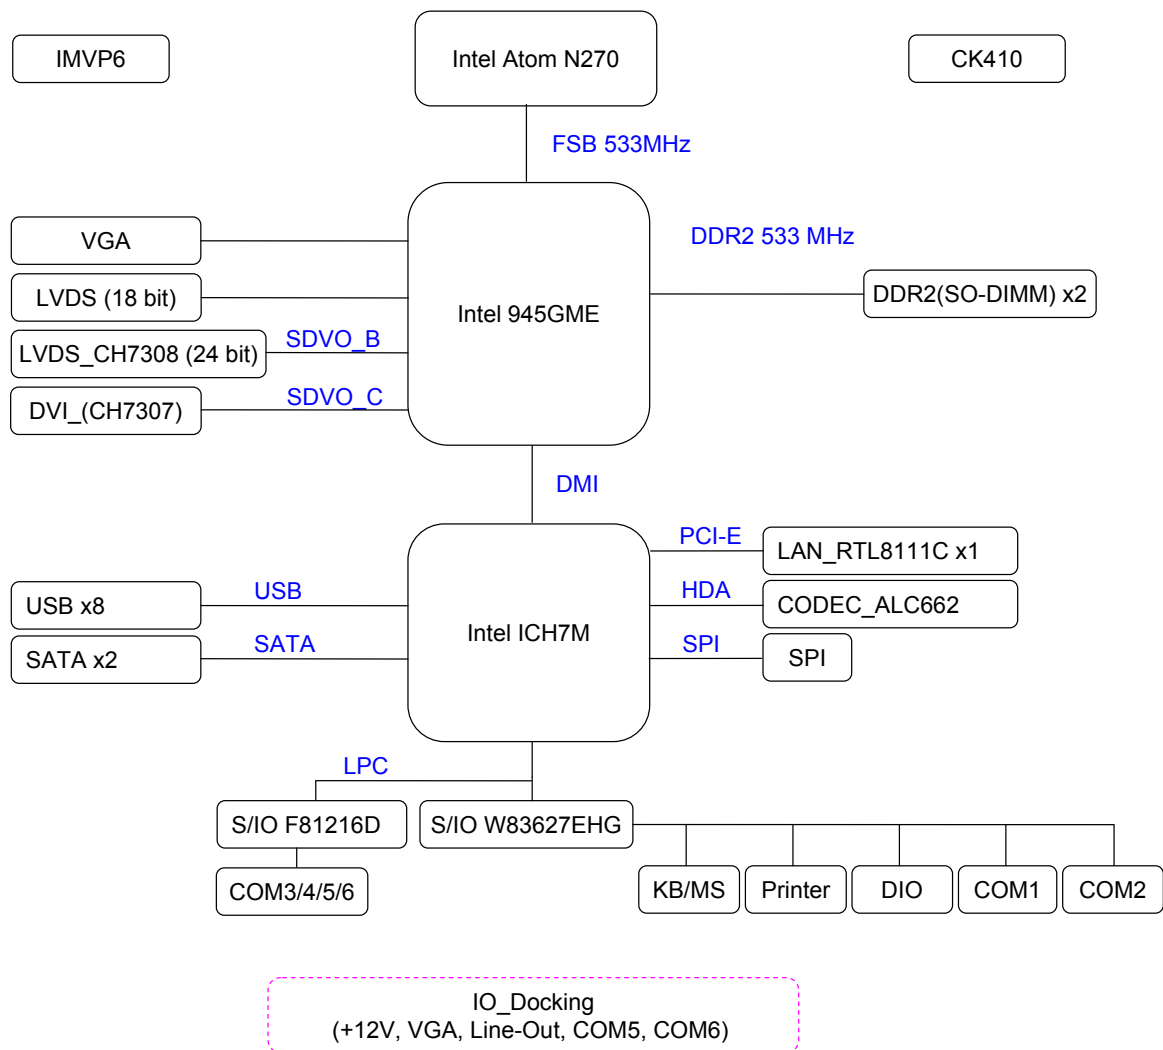 IMVP6
Intel Atom N270
CK410
FSB 533MHz
VGA
DDR2 533 MHz
LVDS (18 bit)
DDR2(SO-DIMM) x2
Intel 945GME
SDVO_B
LVDS_CH7308 (24 bit)
SDVO_C
DVI_(CH7307)
DMI
PCI-E
LAN_RTL8111C x1
USB
USB x8
HDA
CODEC_ALC662
Intel ICH7M
SATA
SATA x2
SPI
SPI
LPC
S/IO F81216D
S/IO W83627EHG
COM3/4/5/6
KB/MS
Printer
DIO
COM1
COM2
IO_Docking
(+12V, VGA, Line-Out, COM5, COM6)